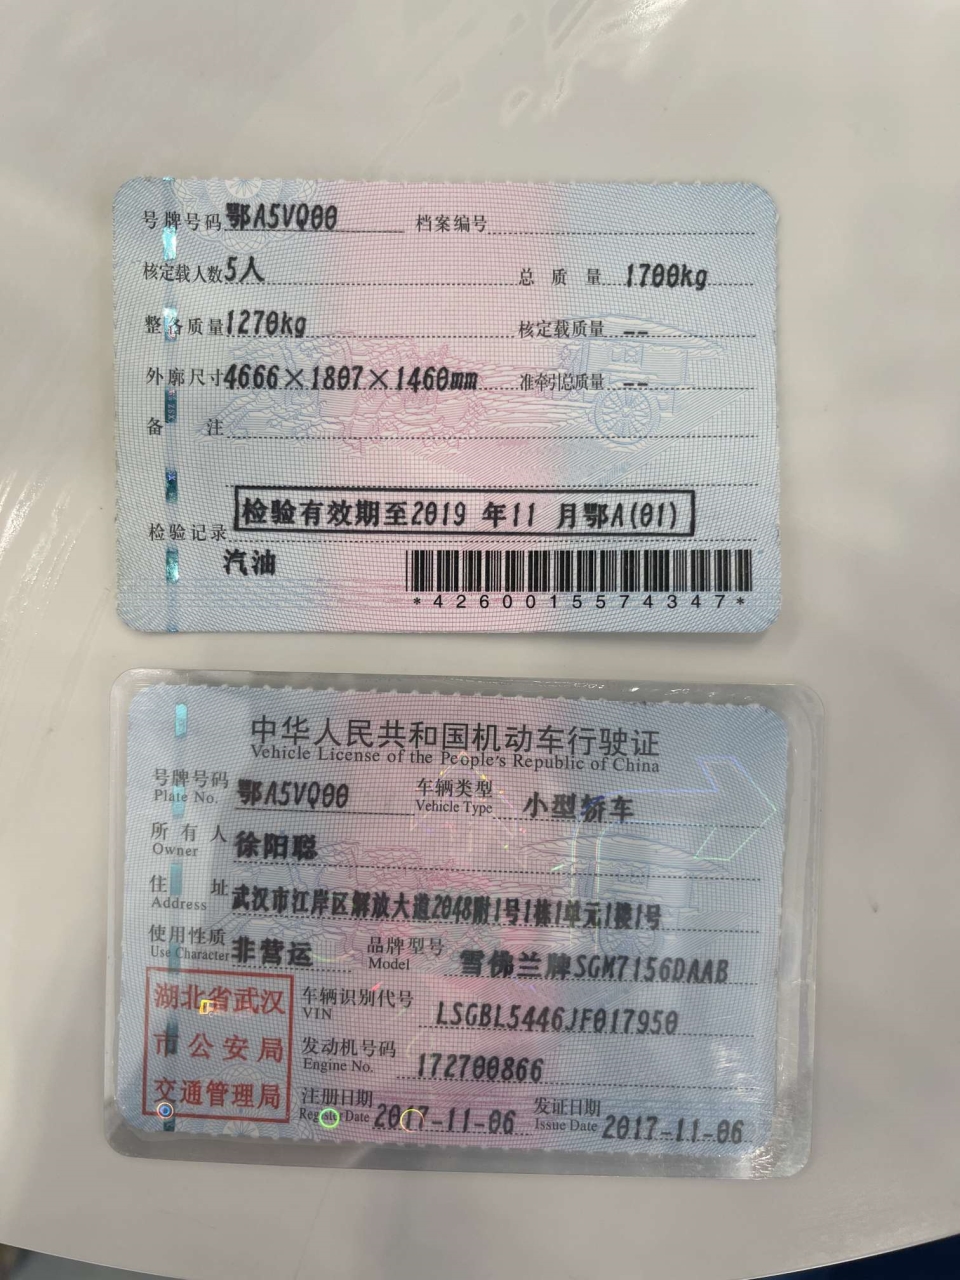 号牌号码 鄂A5VQ00 档案编号
核定载人数 5人 总质量 1700kg
整备质量 1270kg 核定载质量 --
外廓尺寸 4666×1807×1460mm 准牵引总质量 --
备注
检验记录 检验有效期至2019 年11 月鄂A(01)
汽油
*4260015574347*
中华人民共和国机动车行驶证
Vehicle License of the People's Republic of China
号牌号码 鄂A5VQ00 车辆类型 小型轿车
Plate No. Vehicle Type
所有人 徐阳聪
Owner
住址 武汉市江岸区解放大道2048附1号1栋1单元1楼1号
Address
使用性质 非营运 品牌型号 雪佛兰牌SGM7156DAAB
Use Character Model
湖北省武汉
市公安局
交通管理局
车辆识别代号 LSGBL5446JF017950
VIN
发动机号码 172700866
Engine No.
注册日期 2017-11-06 发证日期 2017-11-06
Register Date Issue Date